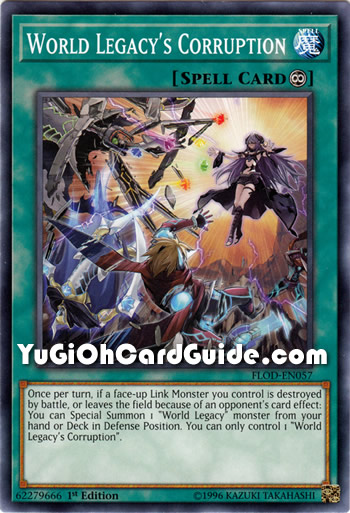 World Legacy's Corruption
SPELL
魔
[Spell Card]
YuGiOhCardGuide.com
FLOD-EN057
Once per turn, if a face-up Link Monster you control is destroyed
by battle, or leaves the field because of an opponent's card effect:
You can Special Summon 1 "World Legacy" monster from
your hand or Deck in Defense Position. You can only control 1 "World
Legacy's Corruption".
62279666 1st Edition ©1996 KAZUKI TAKAHASHI